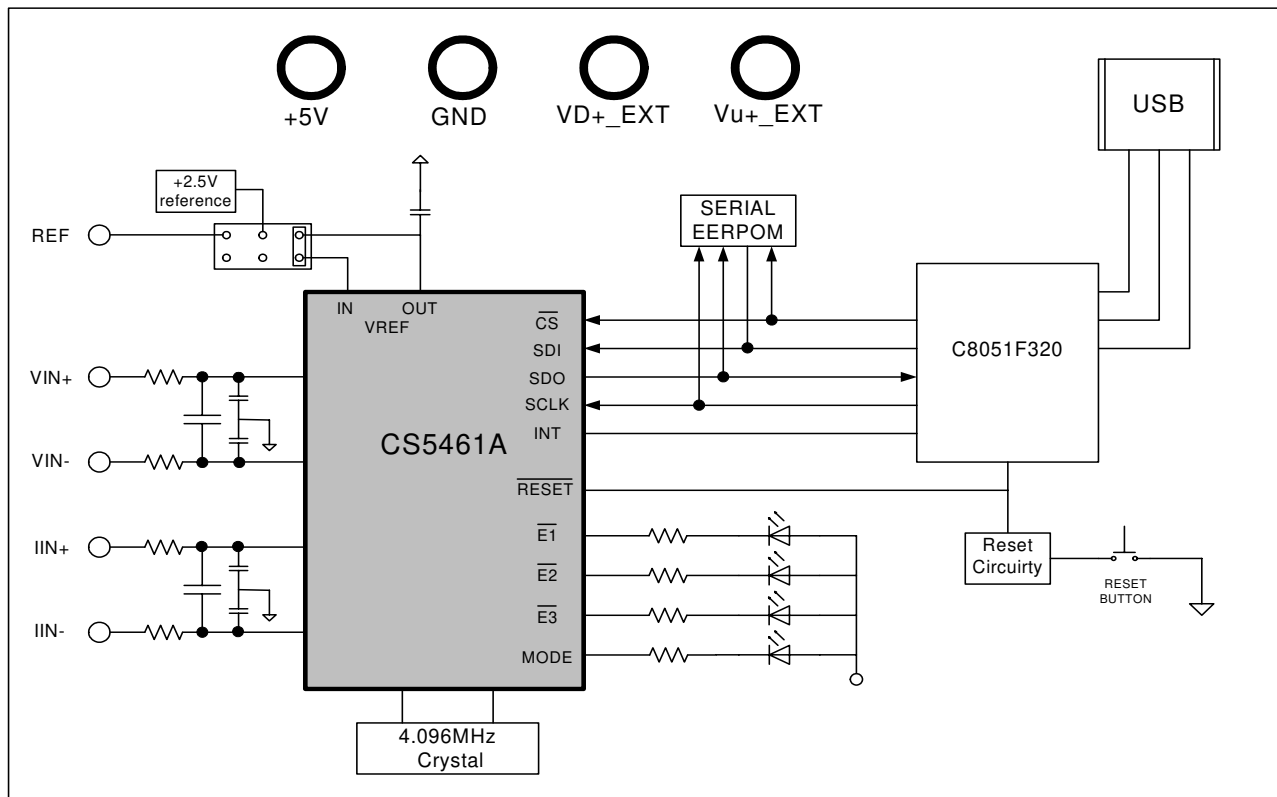 +5V
GND
VD+_EXT
Vu+_EXT
USB
+2.5V
reference
REF
SERIAL
EERPOM
IN
OUT
VREF
CS
SDI
SDO
SCLK
INT
RESET
E1
E2
E3
MODE
CS5461A
C8051F320
VIN+
VIN-
IIN+
IIN-
Reset
Circuirty
RESET
BUTTON
4.096MHz
Crystal